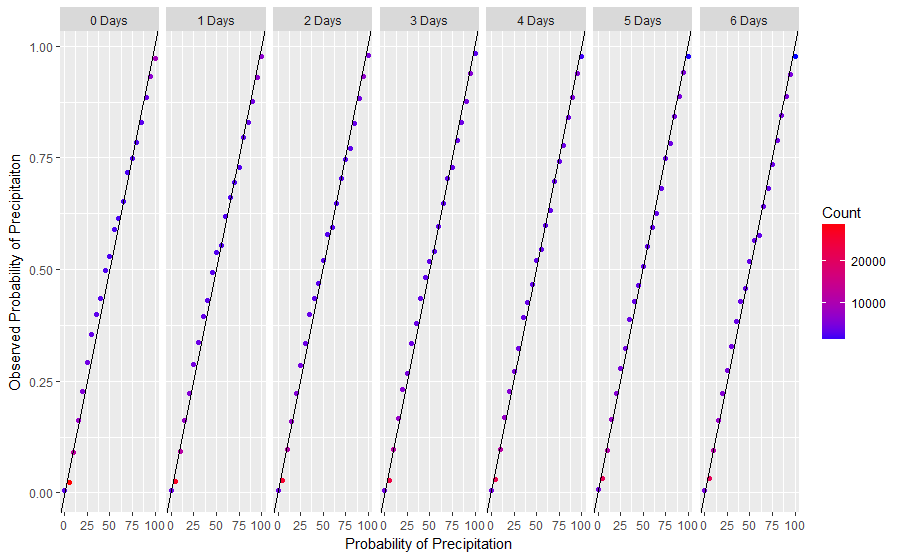 0 Days 1 Days 2 Days 3 Days 4 Days 5 Days 6 Days
1.00
0.75
0.50
0.25
0.00
Observed Probability of Precipitaiton
0 25 50 75 100 0 25 50 75 100 0 25 50 75 100 0 25 50 75 100 0 25 50 75 100 0 25 50 75 100 0 25 50 75 100
Probability of Precipitation
Count
20000
10000